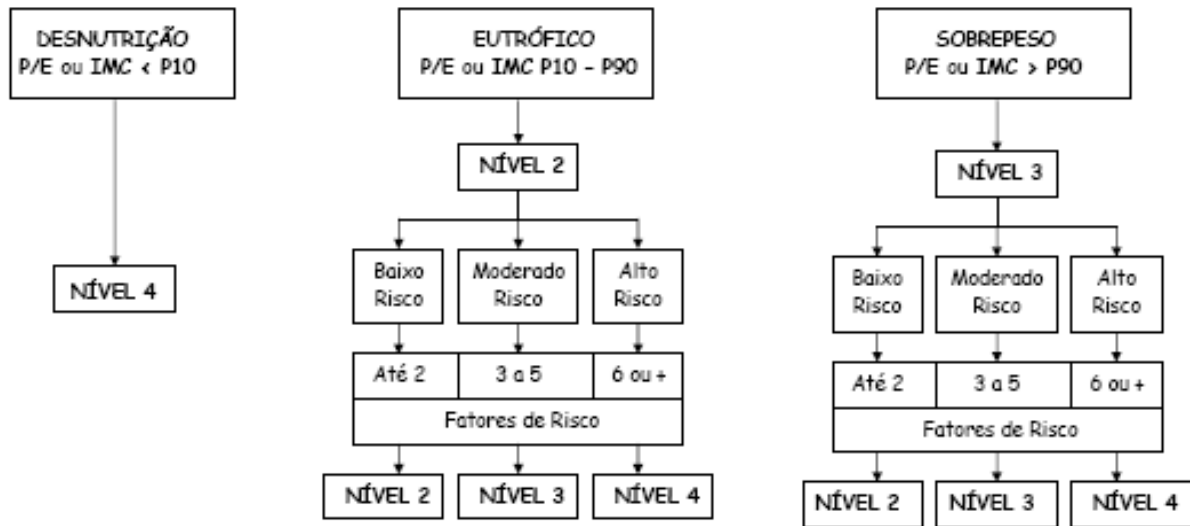 DESNUTRIÇÃO
P/E ou IMC < P10
NÍVEL 4
EUTRÓFICO
P/E ou IMC P10 - P90
NÍVEL 2
Baixo
Risco
Moderado
Risco
Alto
Risco
Até 2
3 a 5
6 ou +
Fatores de Risco
NÍVEL 2
NÍVEL 3
NÍVEL 4
SOBREPESO
P/E ou IMC > P90
NÍVEL 3
Baixo
Risco
Moderado
Risco
Alto
Risco
Até 2
3 a 5
6 ou +
Fatores de Risco
NÍVEL 2
NÍVEL 3
NÍVEL 4